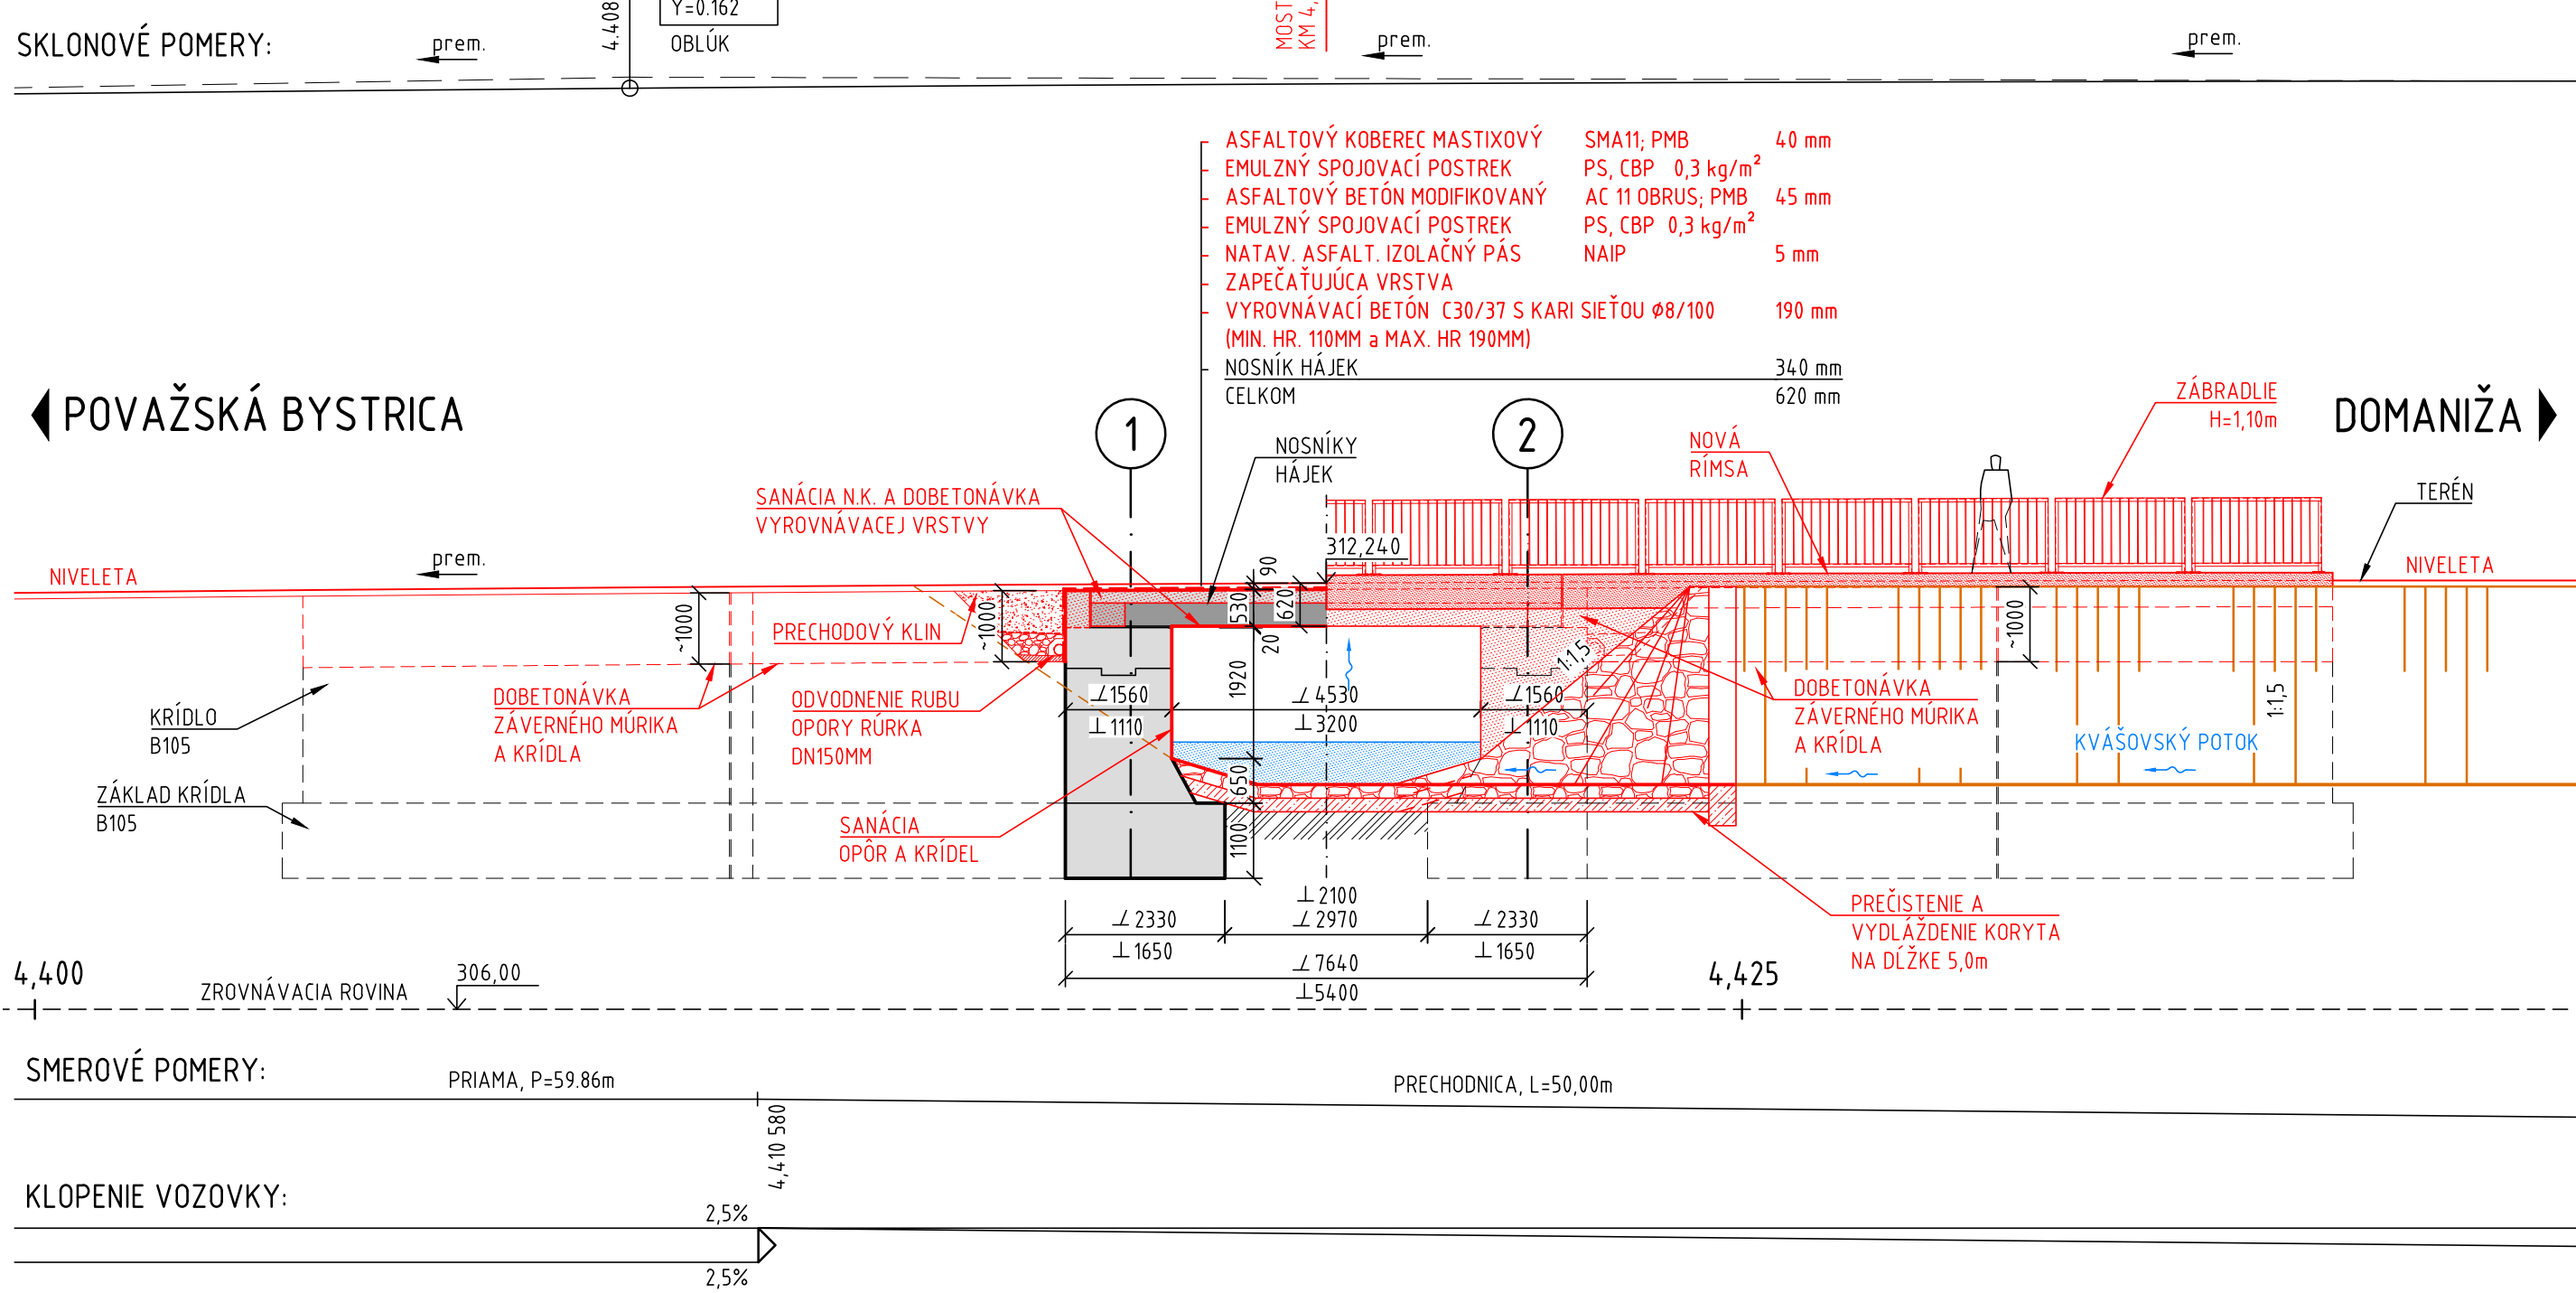 4.408
Y=0.162
OBLÚK
MOST
KM 4,
SKLONOVÉ POMERY:
prem.
prem.
prem.
ASFALTOVÝ KOBEREC MASTIXOVÝ SMA11; PMB 40 mm
EMULZNÝ SPOJOVACÍ POSTREK PS, CBP 0,3 kg/m²
ASFALTOVÝ BETÓN MODIFIKOVANÝ AC 11 OBRUS; PMB 45 mm
EMULZNÝ SPOJOVACÍ POSTREK PS, CBP 0,3 kg/m²
NATAV. ASFALT. IZOLAČNÝ PÁS NAIP 5 mm
ZAPEČAŤUJÚCA VRSTVA
VYROVNÁVACÍ BETÓN C30/37 S KARI SIEŤOU ϕ8/100 190 mm
(MIN. HR. 110MM a MAX. HR 190MM)
NOSNÍK HÁJEK 340 mm
CELKOM 620 mm
POVAŽSKÁ BYSTRICA
DOMANIŽA
1
2
NOSNÍKY
HÁJEK
NOVÁ
RÍMSA
ZÁBRADLIE
H=1,10m
TERÉN
SANÁCIA N.K. A DOBETONÁVKA
VYROVNÁVACEJ VRSTVY
312,240
prem.
NIVELETA
NIVELETA
90
530
620
20
1920
650
1100
~1000
~1000
~1000
PRECHODOVÝ KLIN
1:1,5
1:1,5
KRÍDLO
B105
DOBETONÁVKA
ZÁVERNÉHO MÚRIKA
A KRÍDLA
ODVODNENIE RUBU
OPORY RÚRKA
DN150MM
∠1560
⊥1110
∠4530
⊥3200
∠1560
⊥1110
DOBETONÁVKA
ZÁVERNÉHO MÚRIKA
A KRÍDLA
KVÁŠOVSKÝ POTOK
ZÁKLAD KRÍDLA
B105
SANÁCIA
OPÔR A KRÍDEL
⊥2100
∠2330
∠2970
∠2330
⊥1650
⊥1650
∠7640
⊥5400
PREČISTENIE A
VYDLÁŽDENIE KORYTA
NA DĹŽKE 5,0m
4,400
ZROVNÁVACIA ROVINA
306,00
4,425
SMEROVÉ POMERY:
PRIAMA, P=59.86m
PRECHODNICA, L=50,00m
4,410 580
KLOPENIE VOZOVKY:
2,5%
2,5%